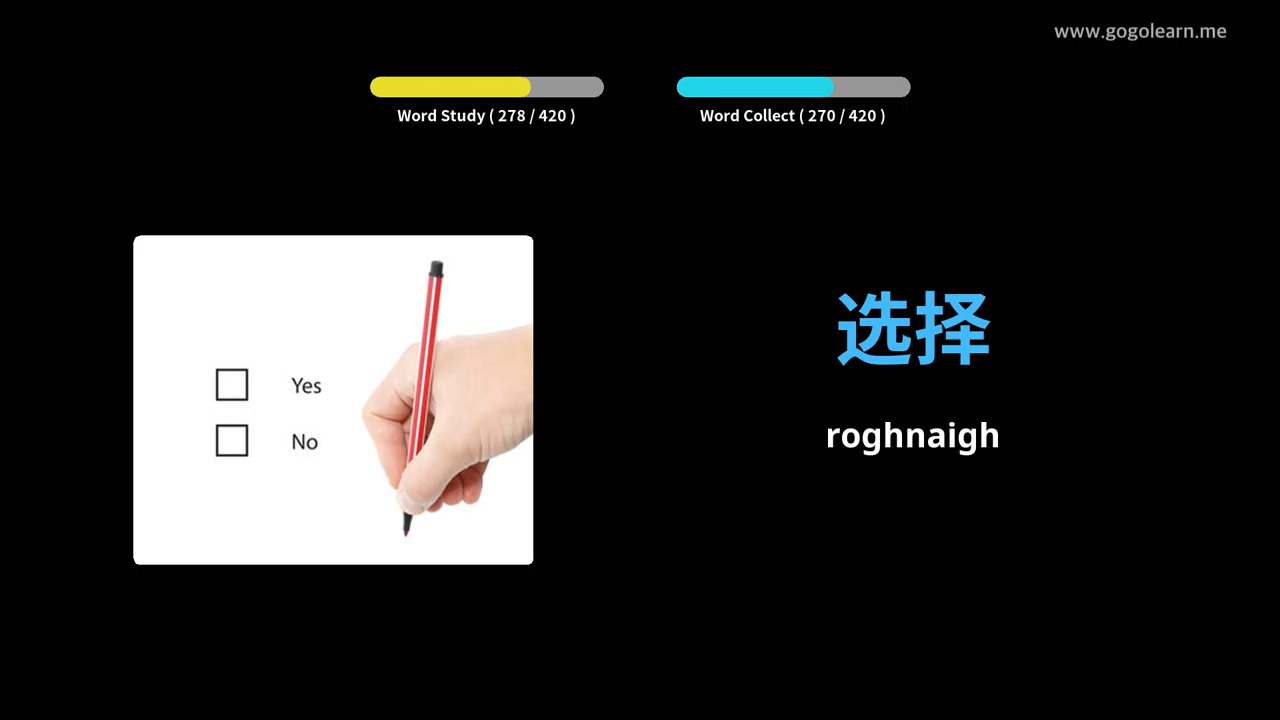 www.gogolearn.me
Word Study ( 278 / 420 )
Word Collect ( 270 / 420 )
Yes
No
选择
roghnaigh